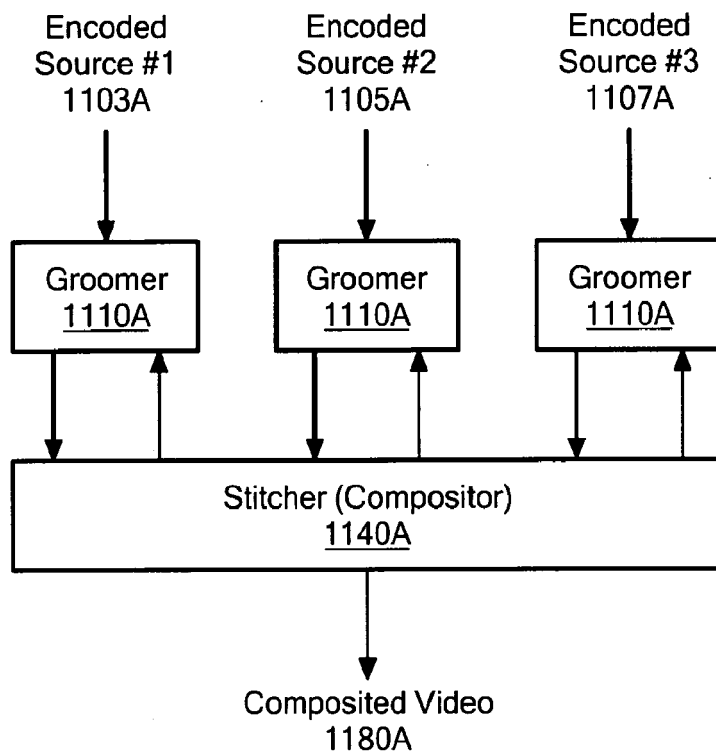 Encoded
Source #1
1103A
Encoded
Source #2
1105A
Encoded
Source #3
1107A
Groomer
1110A
Groomer
1110A
Groomer
1110A
Stitcher (Compositor)
1140A
Composited Video
1180A